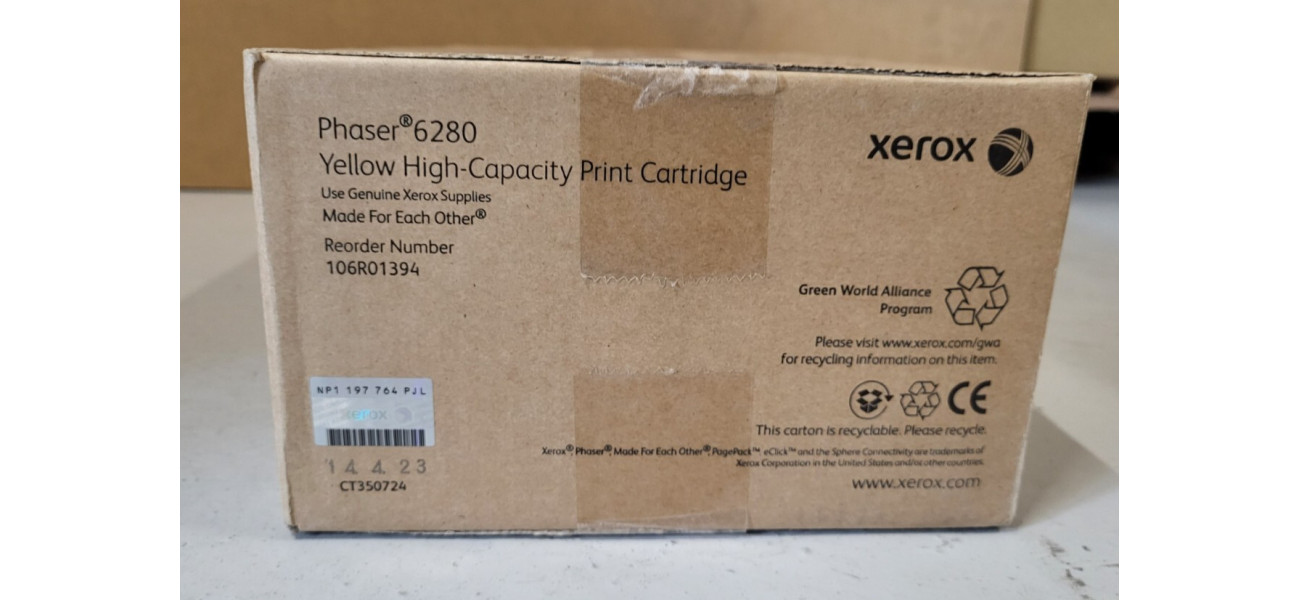 Phaser®6280
Yellow High-Capacity Print Cartridge
Use Genuine Xerox Supplies
Made For Each Other®
Reorder Number
106R01394
xerox
Green World Alliance
Program
Please visit www.xerox.com/gwa
for recycling information on this item.
CE
This carton is recyclable. Please recycle.
Xerox®, Phaser®, Made For Each Other®, PagePack™, eClick™ and the Sphere Connectivity are trademarks of
Xerox Corporation in the United States and/or other countries.
www.xerox.com
NP1 197 764 PJL
xerox
14 4 23
CT350724